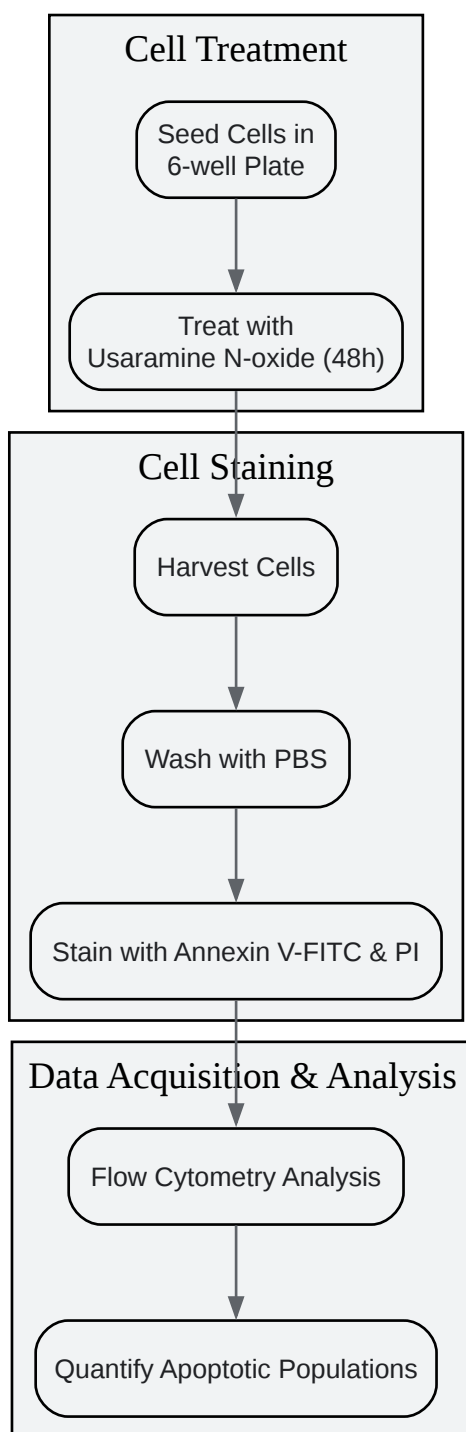 Cell Treatment
Seed Cells in
6-well Plate
Treat with
Usaramine N-oxide (48h)
Cell Staining
Harvest Cells
Wash with PBS
Stain with Annexin V-FITC & PI
Data Acquisition & Analysis
Flow Cytometry Analysis
Quantify Apoptotic Populations